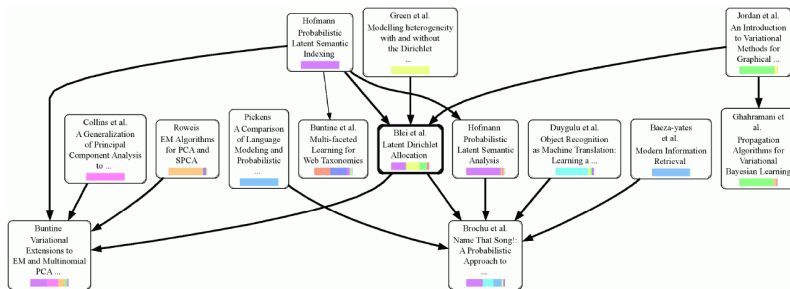 Hofmann
Probabilistic
Latent Semantic
Indexing
Green et al.
Modelling heterogeneity
with and without
the Dirichlet
...
Jordan et al.
An Introduction
to Variational
Methods for
Graphical ...
Collins et al.
A Generalization
of Principal
Component Analysis
to ...
Roweis
EM Algorithms
for PCA and
SPCA
Pickens
A Comparison
of Language
Modeling and
Probabilistic
...
Buntine et al.
Multi-faceted
Learning for
Web Taxonomies
Blei et al.
Latent Dirichlet
Allocation
Hofmann
Probabilistic
Latent Semantic
Analysis
Duygulu et al.
Object Recognition
as Machine Translation:
Learning a ...
Baeza-yates et
al.
Modern Information
Retrieval
Ghahramani et
al.
Propagation
Algorithms for
Variational
Bayesian Learning
Buntine
Variational
Extensions to
EM and Multinomial
PCA ...
Brochu et al.
Name That Song!:
A Probabilistic
Approach to
...